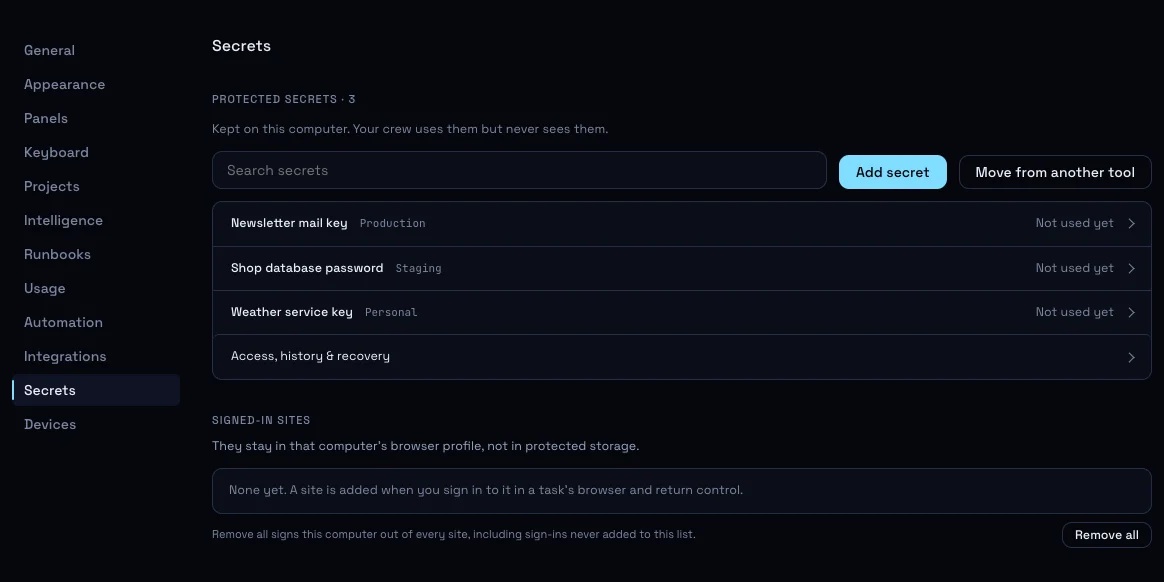 General
Appearance
Panels
Keyboard
Projects
Intelligence
Runbooks
Usage
Automation
Integrations
Secrets
Devices
Secrets
PROTECTED SECRETS · 3
Kept on this computer. Your crew uses them but never sees them.
Search secrets
Add secret
Move from another tool
Newsletter mail key Production Not used yet
Shop database password Staging Not used yet
Weather service key Personal Not used yet
Access, history & recovery
SIGNED-IN SITES
They stay in that computer's browser profile, not in protected storage.
None yet. A site is added when you sign in to it in a task's browser and return control.
Remove all signs this computer out of every site, including sign-ins never added to this list.
Remove all